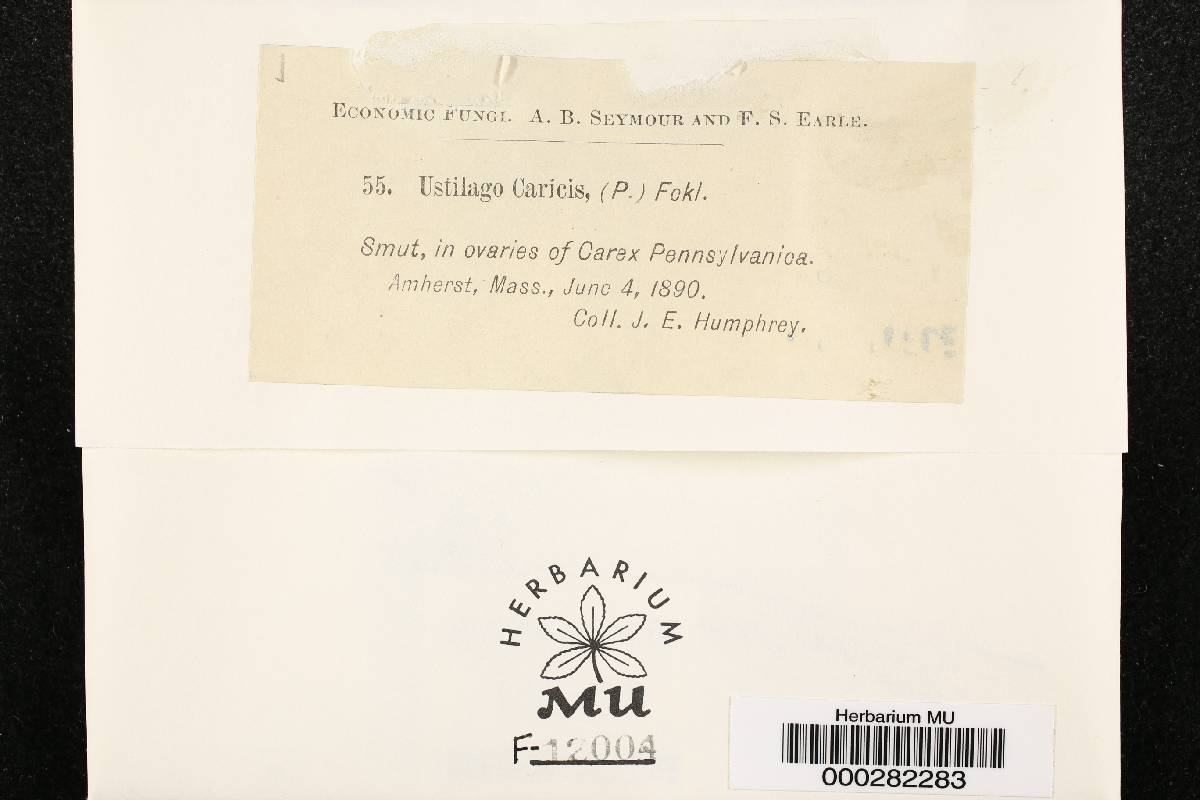 ECONOMIC FUNGI. A. B. SEYMOUR AND F. S. EARLE.
55. Ustilago Caricis, (P.) Fckl.
Smut, in ovaries of Carex Pennsylvanica.
Amherst, Mass., June 4, 1890.
Coll. J. E. Humphrey.
HERBARIUM
MU
F-12004
Herbarium MU
000282283